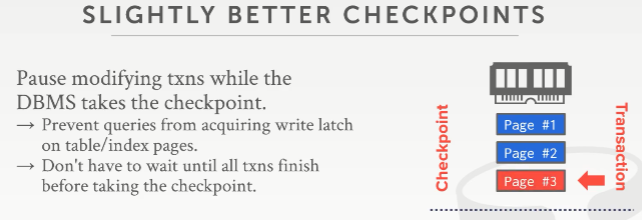 SLIGHTLY BETTER CHECKPOINTS
Pause modifying txns while the
DBMS takes the checkpoint.
→ Prevent queries from acquiring write latch
on table/index pages.
→ Don't have to wait until all txns finish
before taking the checkpoint.
Checkpoint
Page #1
Page #2
Page #3
Transaction